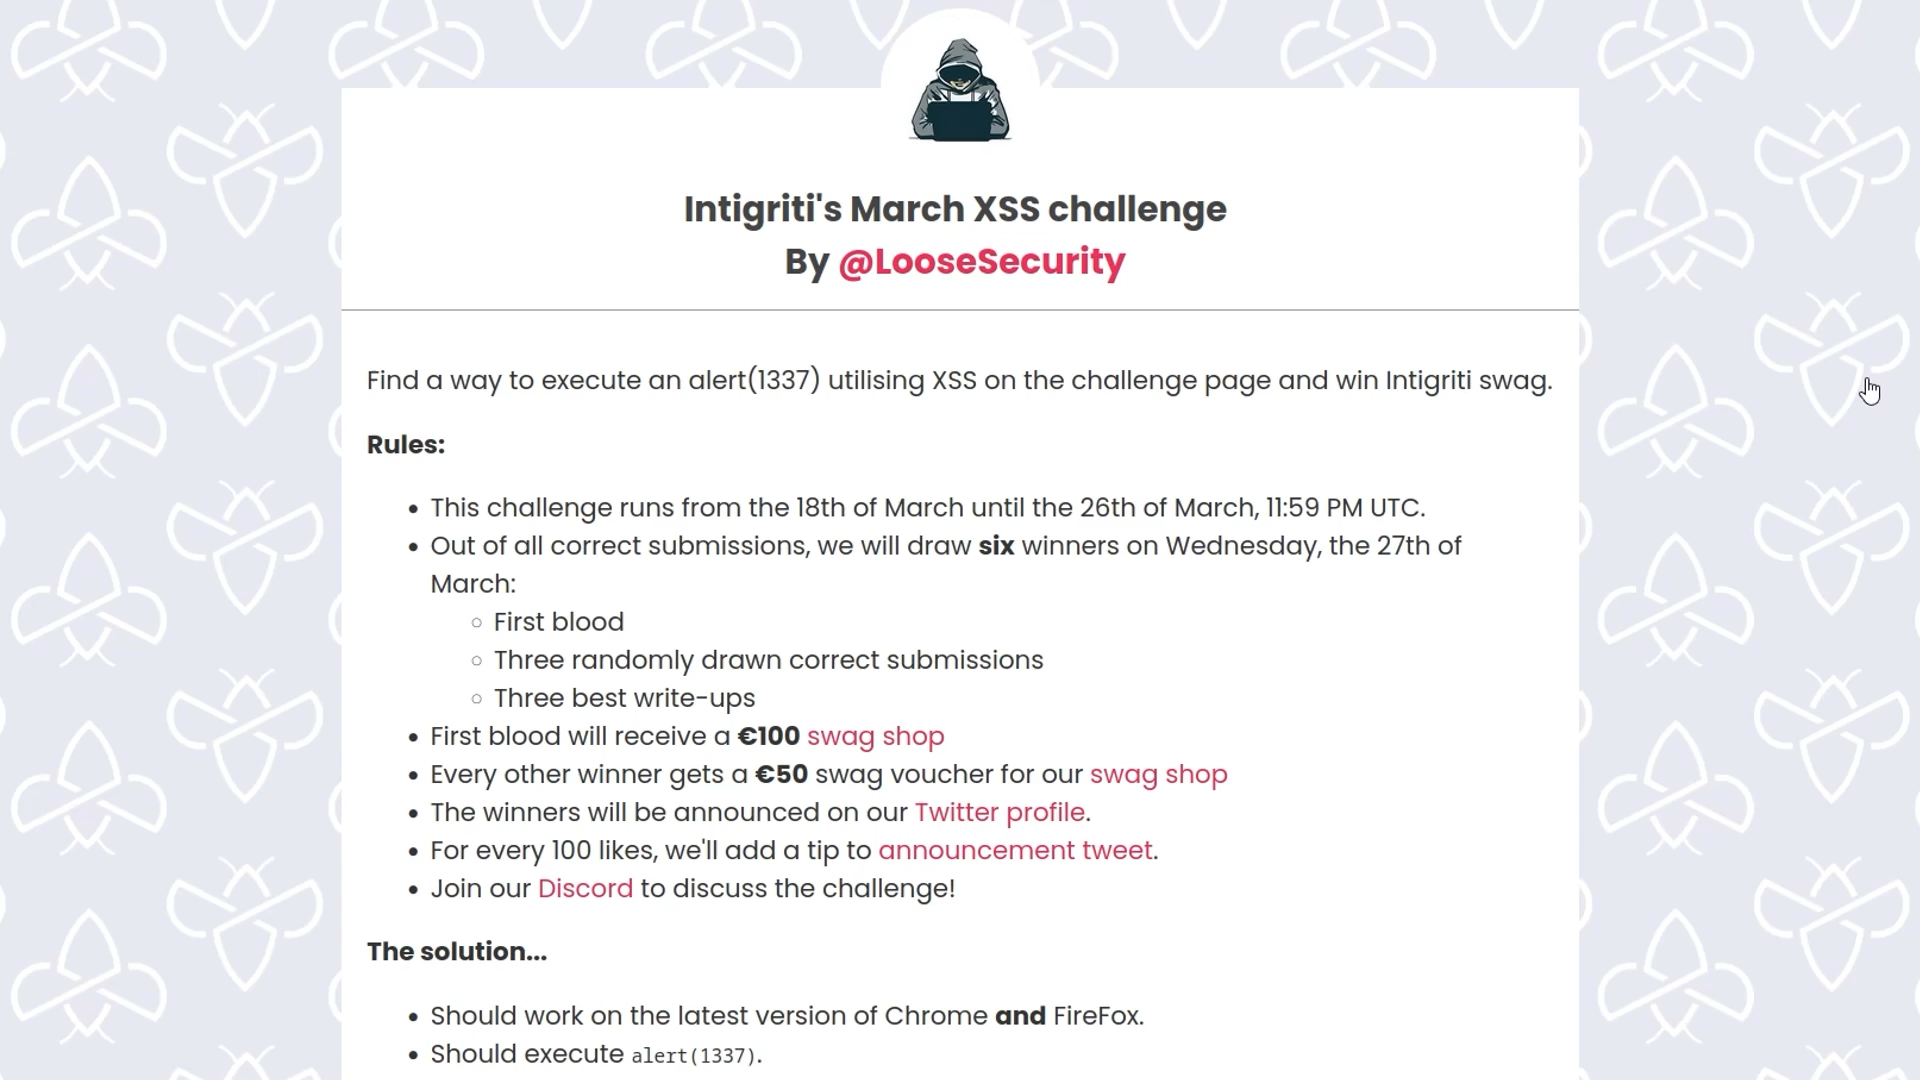 Intigriti's March XSS challenge
By @LooseSecurity
Find a way to execute an alert(1337) utilising XSS on the challenge page and win Intigriti swag.
Rules:
This challenge runs from the 18th of March until the 26th of March, 11:59 PM UTC.
Out of all correct submissions, we will draw six winners on Wednesday, the 27th of
March:
First blood
Three randomly drawn correct submissions
Three best write-ups
First blood will receive a €100 swag shop
Every other winner gets a €50 swag voucher for our swag shop
The winners will be announced on our Twitter profile.
For every 100 likes, we'll add a tip to announcement tweet.
Join our Discord to discuss the challenge!
The solution...
Should work on the latest version of Chrome and FireFox.
Should execute alert(1337).